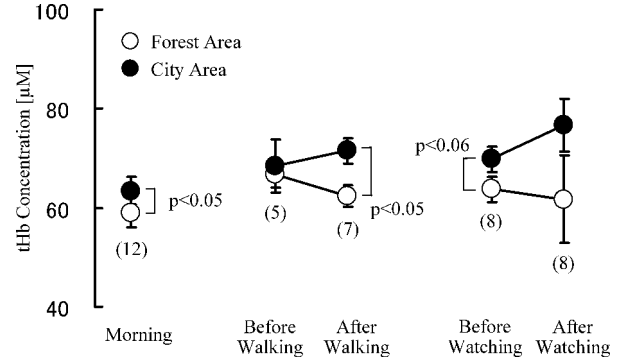 100
80
60
40
tHb Concentration [µM]
Forest Area
City Area
p<0.05
(12)
(5)
(7)
p<0.05
p<0.06
(8)
(8)
Morning
Before
Walking
After
Walking
Before
Watching
After
Watching